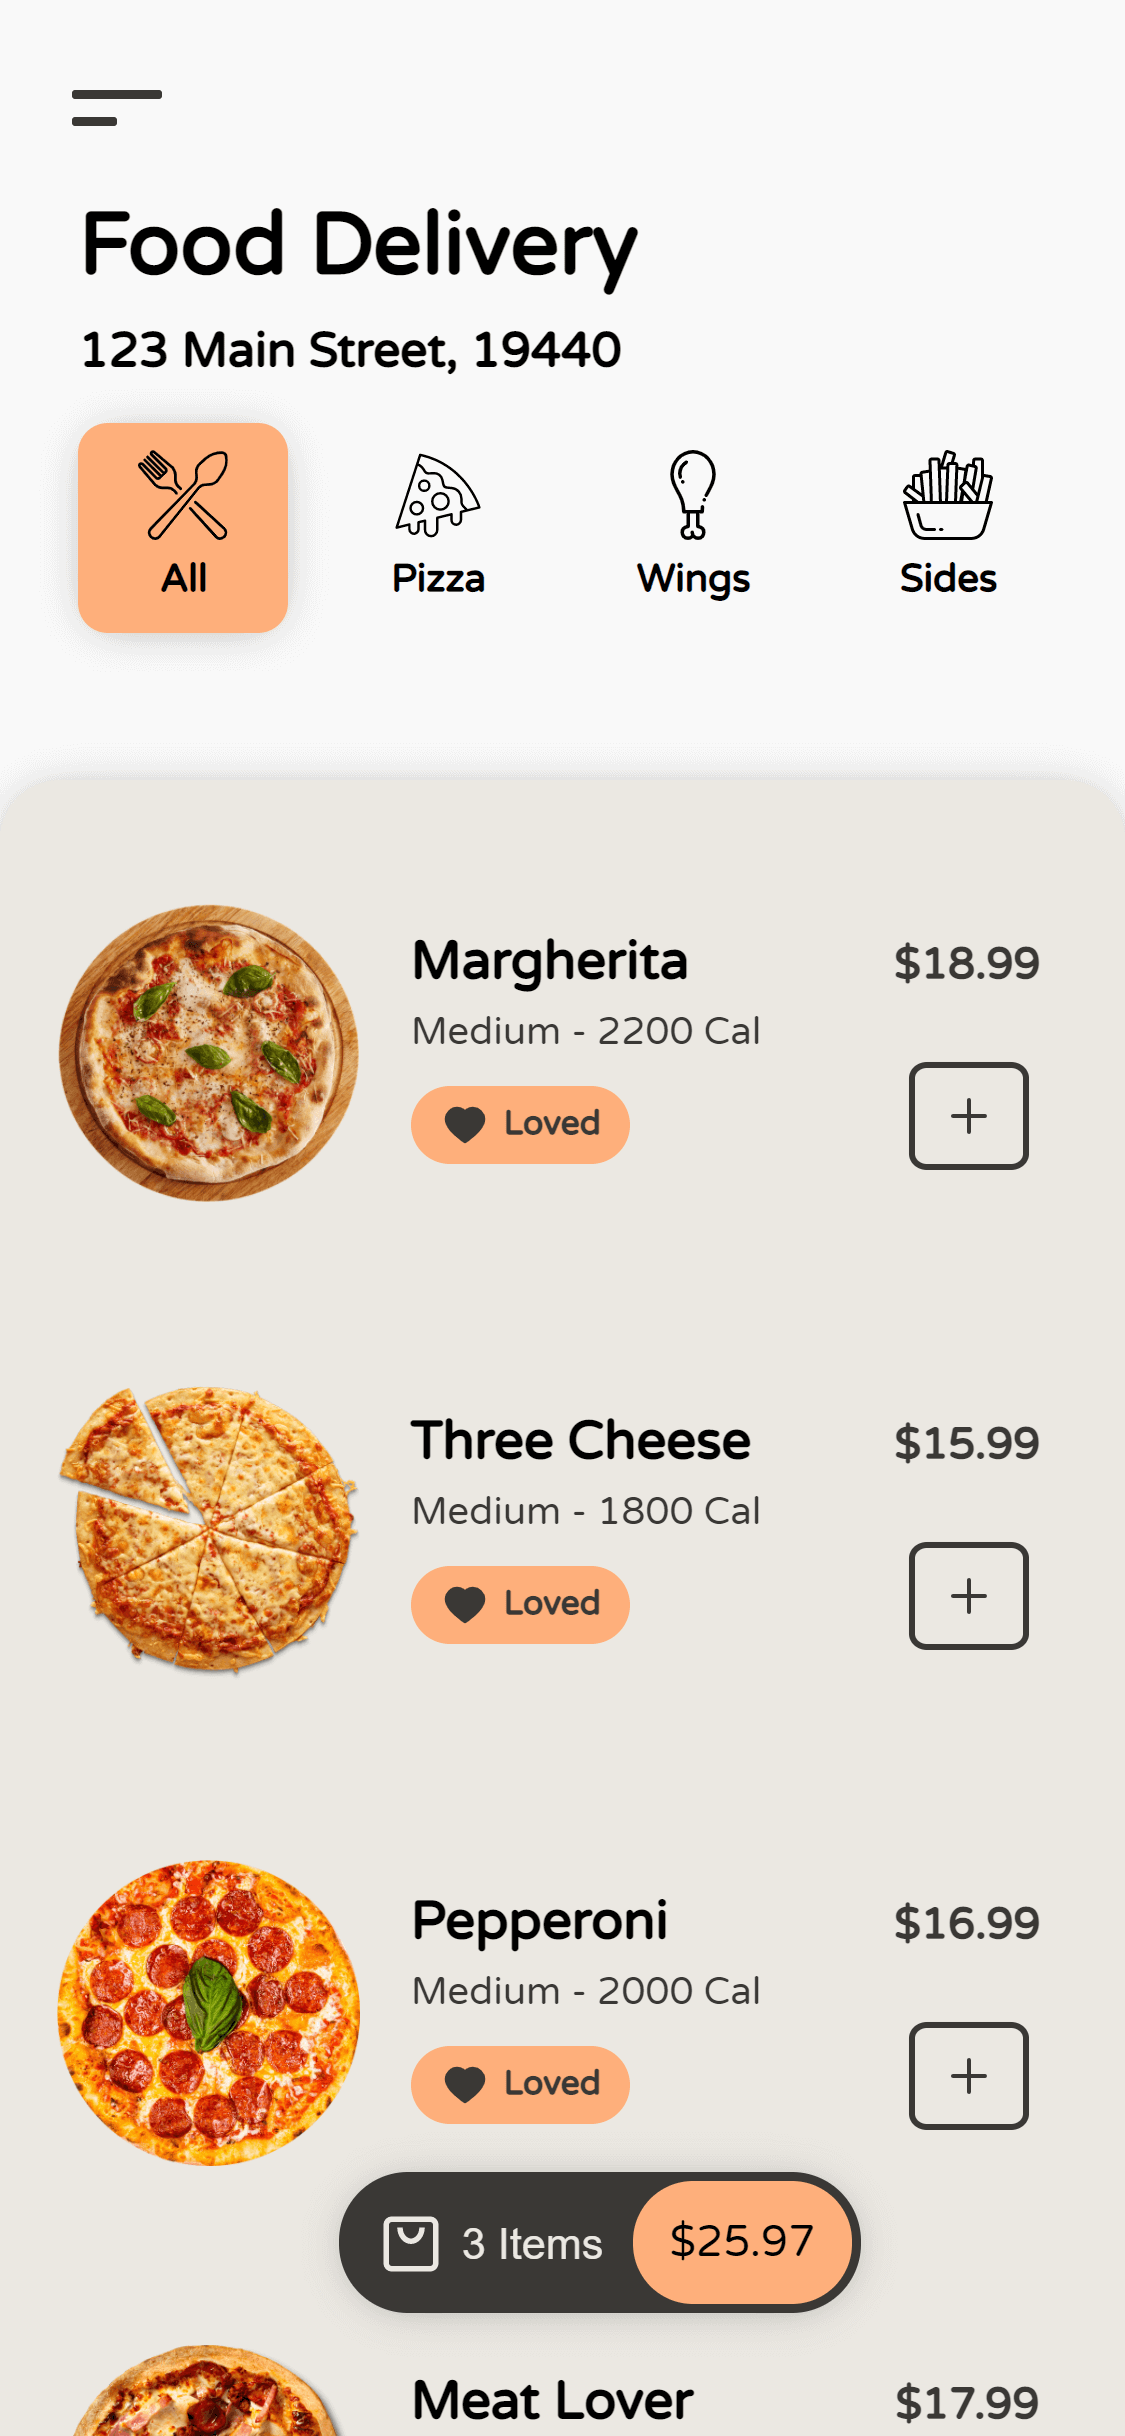 Food Delivery
123 Main Street, 19440
All
Pizza
Wings
Sides
Margherita
$18.99
Medium - 2200 Cal
Loved
Three Cheese
$15.99
Medium - 1800 Cal
Loved
Pepperoni
$16.99
Medium - 2000 Cal
Loved
3 Items
$25.97
Meat Lover
$17.99